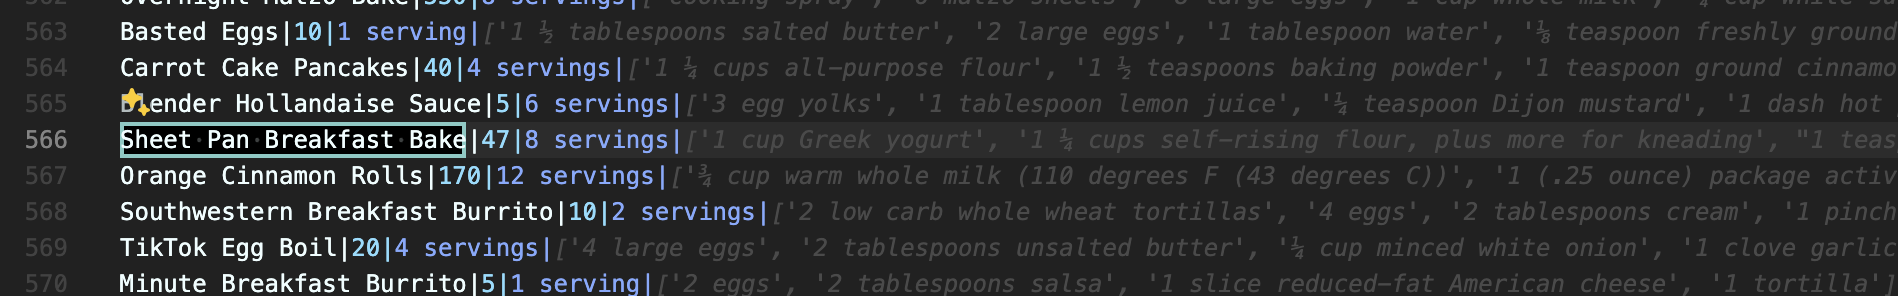 562 Overnight Matzo Bake|550|8 servings|['cooking spray', '6 matzo sheets', '6 large eggs', '1 cup whole milk', '¼ cup white su
563 Basted Eggs|10|1 serving|['1 ½ tablespoons salted butter', '2 large eggs', '1 tablespoon water', '⅛ teaspoon freshly ground
564 Carrot Cake Pancakes|40|4 servings|['1 ¼ cups all-purpose flour', '1 ½ teaspoons baking powder', '1 teaspoon ground cinnamo
565 lender Hollandaise Sauce|5|6 servings|['3 egg yolks', '1 tablespoon lemon juice', '¼ teaspoon Dijon mustard', '1 dash hot
566 Sheet Pan Breakfast Bake|47|8 servings|['1 cup Greek yogurt', '1 ¼ cups self-rising flour, plus more for kneading', "1 teas
567 Orange Cinnamon Rolls|170|12 servings|['¾ cup warm whole milk (110 degrees F (43 degrees C))', '1 (.25 ounce) package activ
568 Southwestern Breakfast Burrito|10|2 servings|['2 low carb whole wheat tortillas', '4 eggs', '2 tablespoons cream', '1 pinch
569 TikTok Egg Boil|20|4 servings|['4 large eggs', '2 tablespoons unsalted butter', '¼ cup minced white onion', '1 clove garlic
570 Minute Breakfast Burrito|5|1 serving|['2 eggs', '2 tablespoons salsa', '1 slice reduced-fat American cheese', '1 tortilla']